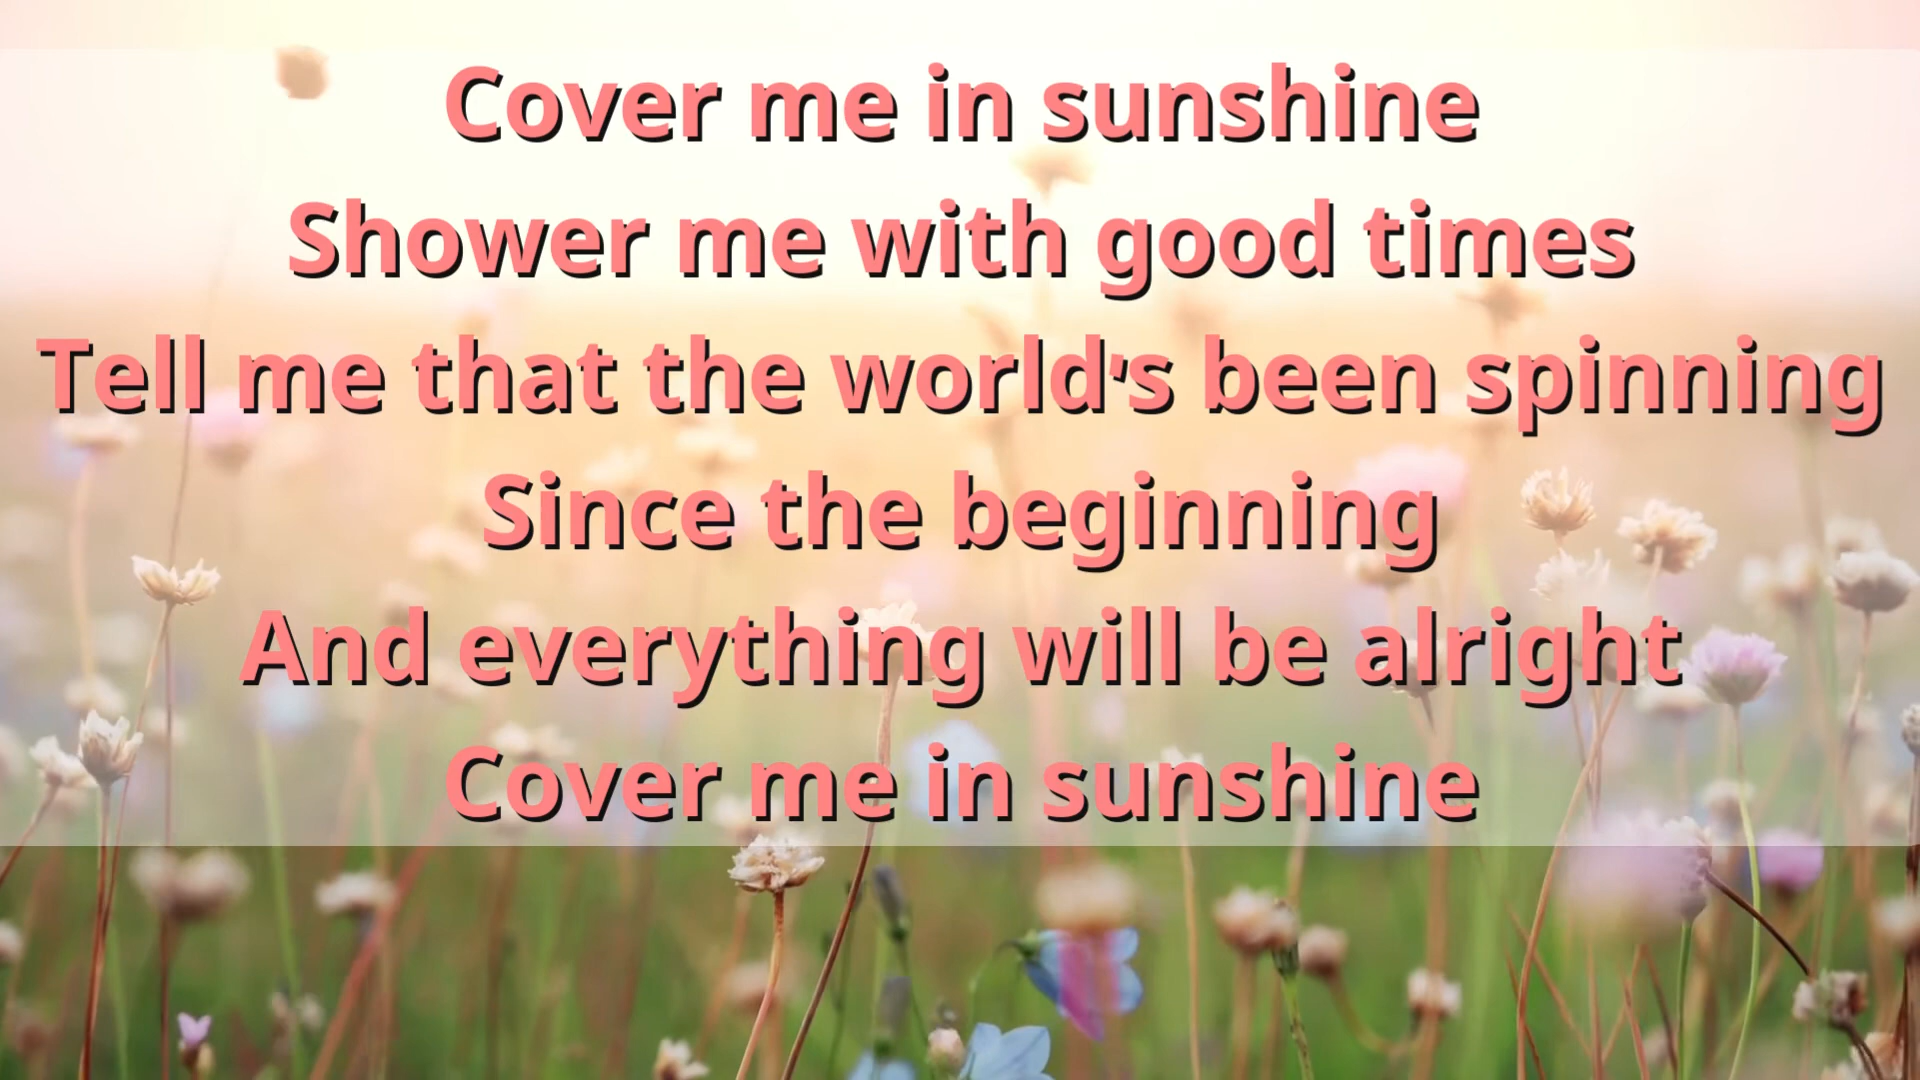 Cover me in sunshine
Shower me with good times
Tell me that the world's been spinning
Since the beginning
And everything will be alright
Cover me in sunshine